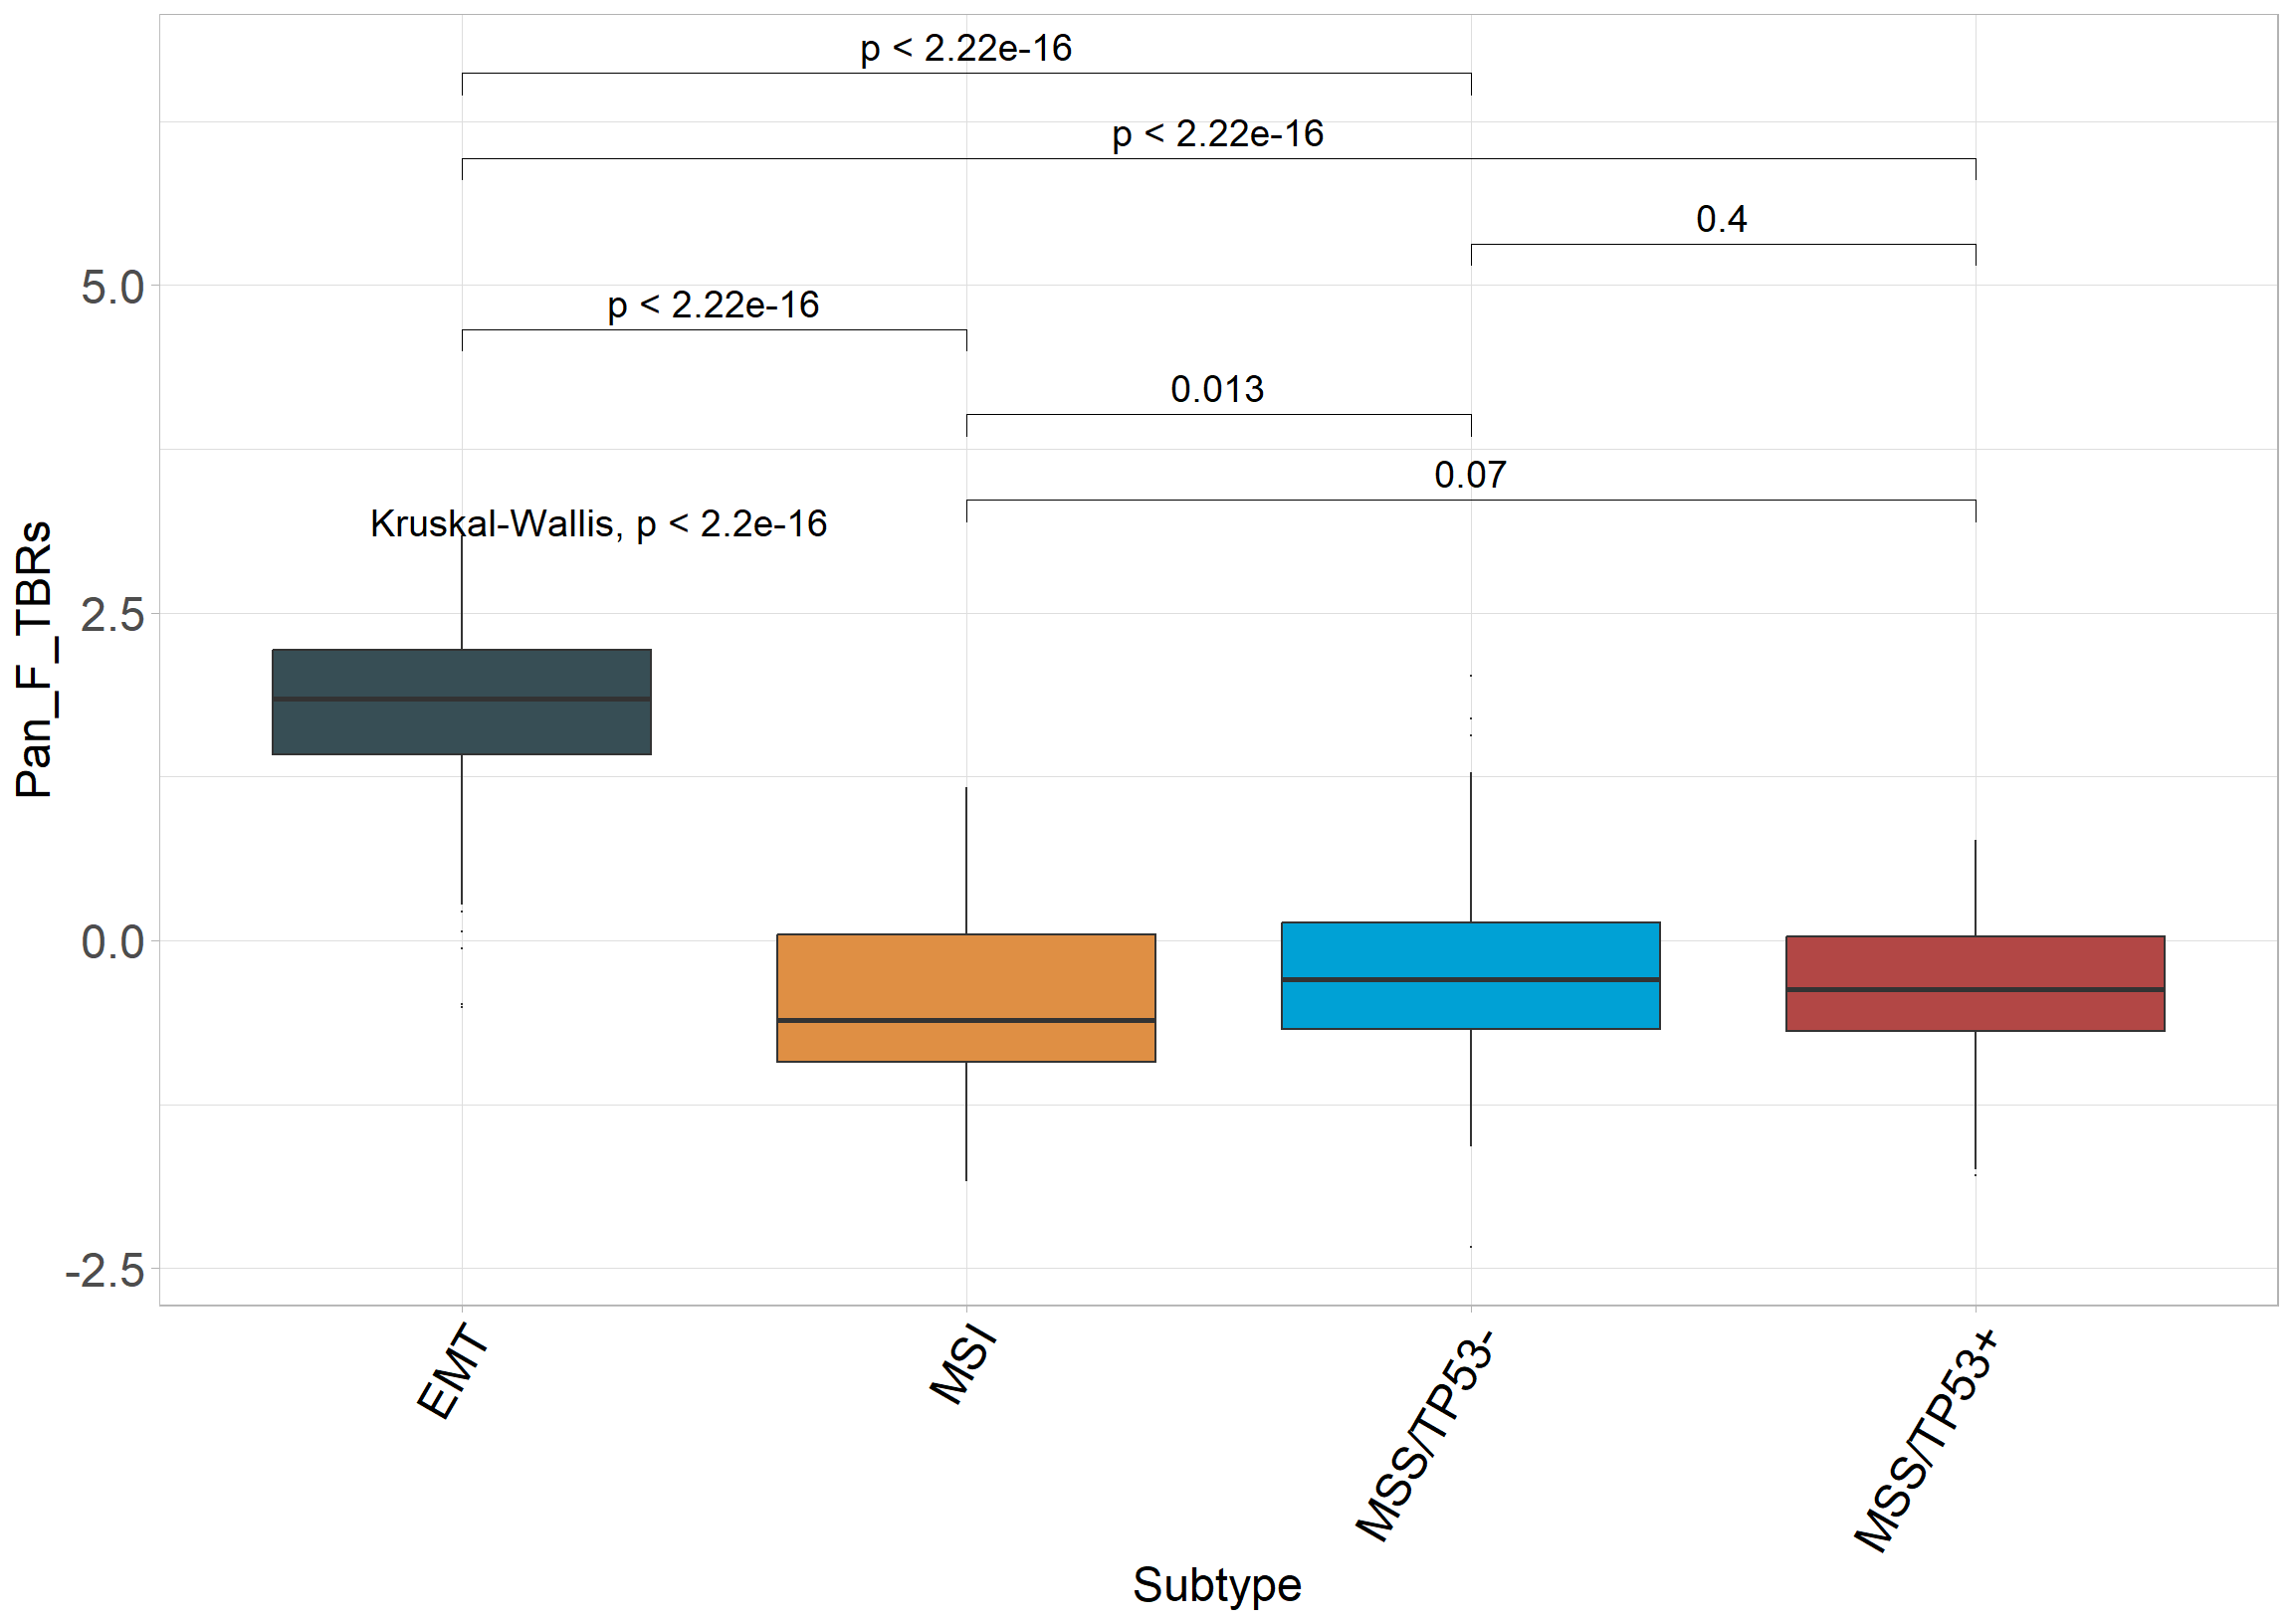 p < 2.22e-16
p < 2.22e-16
0.4
5.0
p < 2.22e-16
0.013
0.07
Kruskal-Wallis, p < 2.2e-16
2.5
Pan_F_TBRs
0.0
-2.5
EMT
MSI
MSS/TP53-
MSS/TP53+
Subtype